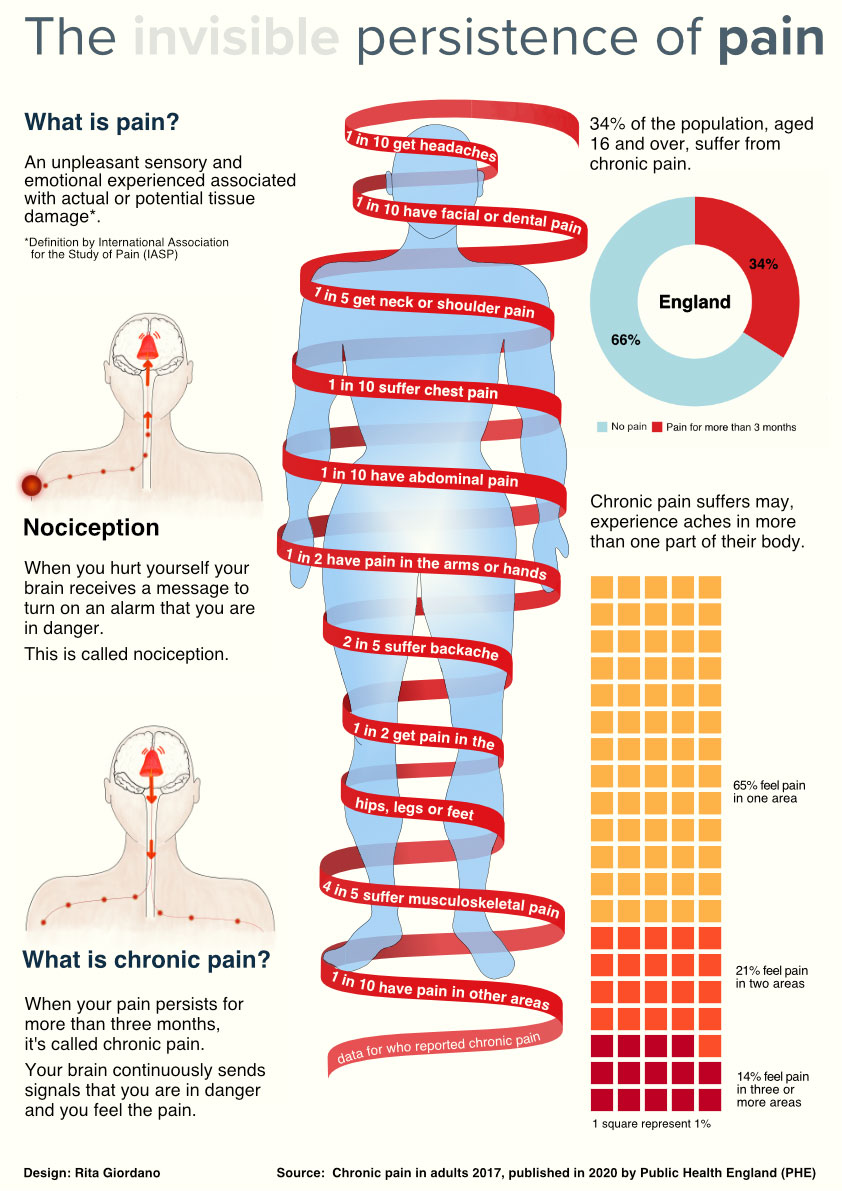 The invisible persistence of pain
What is pain?
An unpleasant sensory and
emotional experienced associated
with actual or potential tissue
damage*.
*Definition by International Association
for the Study of Pain (IASP)
Nociception
When you hurt yourself your
brain receives a message to
turn on an alarm that you are
in danger.
This is called nociception.
What is chronic pain?
When your pain persists for
more than three months,
it's called chronic pain.
Your brain continuously sends
signals that you are in danger
and you feel the pain.
1 in 10 get headaches
1 in 10 have facial or dental pain
1 in 5 get neck or shoulder pain
1 in 10 suffer chest pain
1 in 10 have abdominal pain
1 in 2 have pain in the arms or hands
2 in 5 suffer backache
1 in 2 get pain in the
hips, legs or feet
4 in 5 suffer musculoskeletal pain
1 in 10 have pain in other areas
data for who reported chronic pain
34% of the population, aged
16 and over, suffer from
chronic pain.
34%
England
66%
No pain Pain for more than 3 months
Chronic pain suffers may,
experience aches in more
than one part of their body.
65% feel pain
in one area
21% feel pain
in two areas
14% feel pain
in three or
more areas
1 square represent 1%
Design: Rita Giordano
Source: Chronic pain in adults 2017, published in 2020 by Public Health England (PHE)